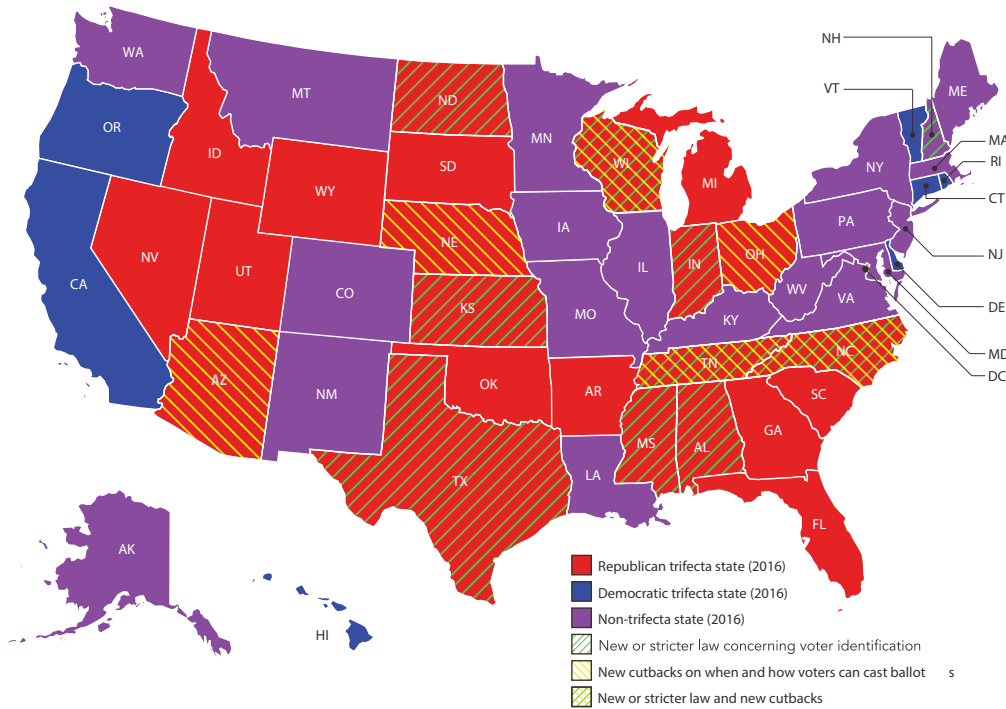 NH
WA
VT
ME
MT
ND
OR
MN
MA
ID
WI
NY
RI
SD
WY
MI
CT
IA
PA
NE
NV
NJ
UT
IL
IN
OH
CA
CO
WV
VA
DE
KS
MO
KY
MD
DC
NC
TN
AZ
OK
AR
NM
SC
GA
MS
AL
LA
TX
FL
AK
HI
Republican trifecta state (2016)
Democratic trifecta state (2016)
Non-trifecta state (2016)
New or stricter law concerning voter identification
New cutbacks on when and how voters can cast ballot s
New or stricter law and new cutbacks